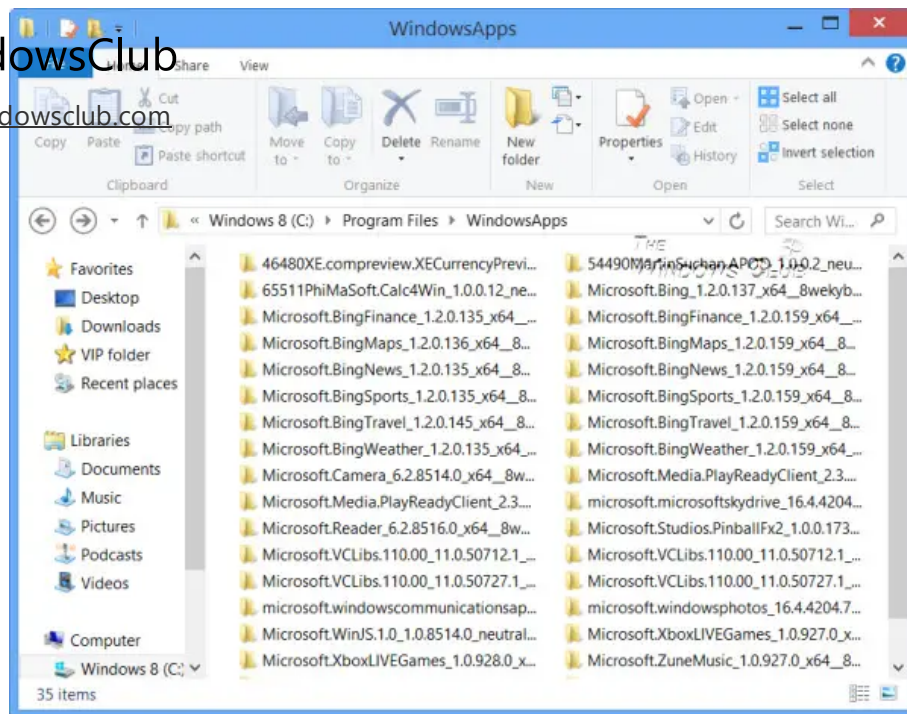 WindowsApps
dowsClub
Share View
dowsclub.com
Cut
Copy path
Paste shortcut
Copy Paste
Move to
Copy to
Delete Rename
New folder
Properties
Open
Edit
History
Select all
Select none
Invert selection
Clipboard Organize New Open Select
« Windows 8 (C:) Program Files WindowsApps
Search Wi...
THE
WINDOWS CLUB
Favorites
Desktop
Downloads
VIP folder
Recent places
Libraries
Documents
Music
Pictures
Podcasts
Videos
Computer
Windows 8 (C:)
46480XE.compreview.XECurrencyPrevi...
65511PhiMaSoft.Calc4Win_1.0.0.12_ne...
Microsoft.BingFinance_1.2.0.135_x64__...
Microsoft.BingMaps_1.2.0.136_x64__8...
Microsoft.BingNews_1.2.0.135_x64__8...
Microsoft.BingSports_1.2.0.135_x64__8...
Microsoft.BingTravel_1.2.0.145_x64__8...
Microsoft.BingWeather_1.2.0.135_x64_...
Microsoft.Camera_6.2.8514.0_x64__8w...
Microsoft.Media.PlayReadyClient_2.3....
Microsoft.Reader_6.2.8516.0_x64__8w...
Microsoft.VCLibs.110.00_11.0.50712.1_...
Microsoft.VCLibs.110.00_11.0.50727.1_...
microsoft.windowscommunicationsap...
Microsoft.WinJS.1.0_1.0.8514.0_neutral...
Microsoft.XboxLIVEGames_1.0.928.0_x...
54490MartinSuchan.APOD_1.0.0.2_neu...
Microsoft.Bing_1.2.0.137_x64__8wekyb...
Microsoft.BingFinance_1.2.0.159_x64__...
Microsoft.BingMaps_1.2.0.159_x64__8...
Microsoft.BingNews_1.2.0.159_x64__8...
Microsoft.BingSports_1.2.0.159_x64__8...
Microsoft.BingTravel_1.2.0.159_x64__8...
Microsoft.BingWeather_1.2.0.159_x64_...
Microsoft.Media.PlayReadyClient_2.3....
microsoft.microsoftskydrive_16.4.4204...
Microsoft.Studios.PinballFx2_1.0.0.173...
Microsoft.VCLibs.110.00_11.0.50712.1_...
Microsoft.VCLibs.110.00_11.0.50727.1_...
microsoft.windowsphotos_16.4.4204.7...
Microsoft.XboxLIVEGames_1.0.927.0_x...
Microsoft.ZuneMusic_1.0.927.0_x64__8...
35 items